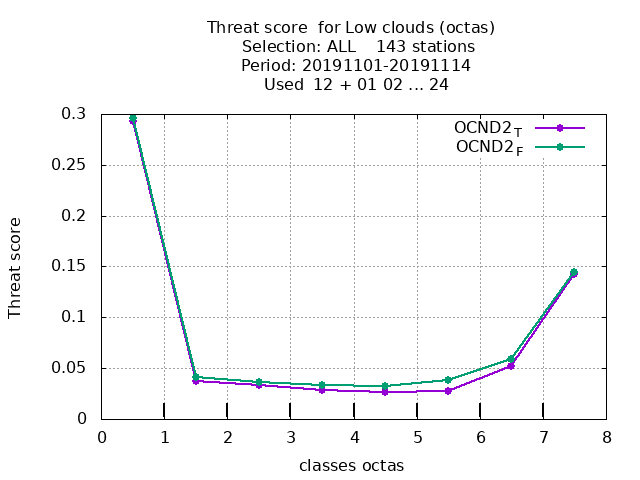 Threat score  for Low clouds (octas)
Selection: ALL    143 stations
Period: 20191101-20191114
Used  12 + 01 02 ... 24
OCND2_T
OCND2_F
0.3
0.25
0.2
0.15
0.1
0.05
0
Threat score
0 1 2 3 4 5 6 7 8
classes octas